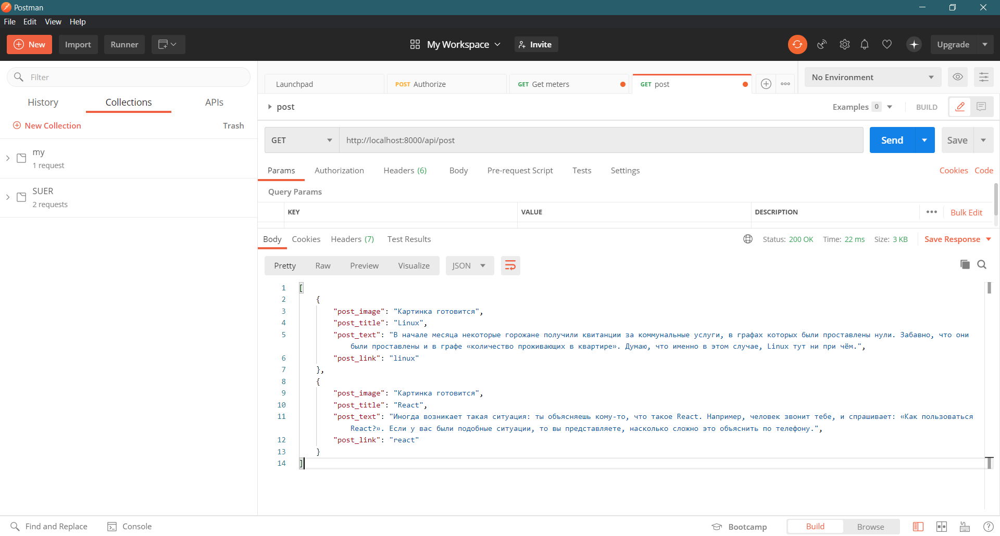 Postman
File Edit View Help
New Import Runner My Workspace Invite Upgrade
Filter
History Collections APIs
New Collection Trash
my
1 request
SUER
2 requests
Launchpad POST Authorize GET Get meters GET post No Environment
post Examples 0 BUILD
GET http://localhost:8000/api/post Send Save
Params Authorization Headers (6) Body Pre-request Script Tests Settings Cookies Code
Query Params
KEY VALUE DESCRIPTION Bulk Edit
Body Cookies Headers (7) Test Results Status: 200 OK Time: 22 ms Size: 3 KB Save Response
Pretty Raw Preview Visualize JSON
1 [
2 {
3 "post_image": "Картинка готовится",
4 "post_title": "Linux",
5 "post_text": "В начале месяца некоторые горожане получили квитанции за коммунальные услуги, в графах которых были проставлены нули. Забавно, что они
были проставлены и в графе «количество проживающих в квартире». Думаю, что именно в этом случае, Linux тут ни при чём.",
6 "post_link": "linux"
7 },
8 {
9 "post_image": "Картинка готовится",
10 "post_title": "React",
11 "post_text": "Иногда возникает такая ситуация: ты объясняешь кому-то, что такое React. Например, человек звонит тебе, и спрашивает: «Как пользоваться
React?». Если у вас были подобные ситуации, то вы представляете, насколько сложно это объяснить по телефону.",
12 "post_link": "react"
13 }
14 ]
Find and Replace Console Bootcamp Build Browse